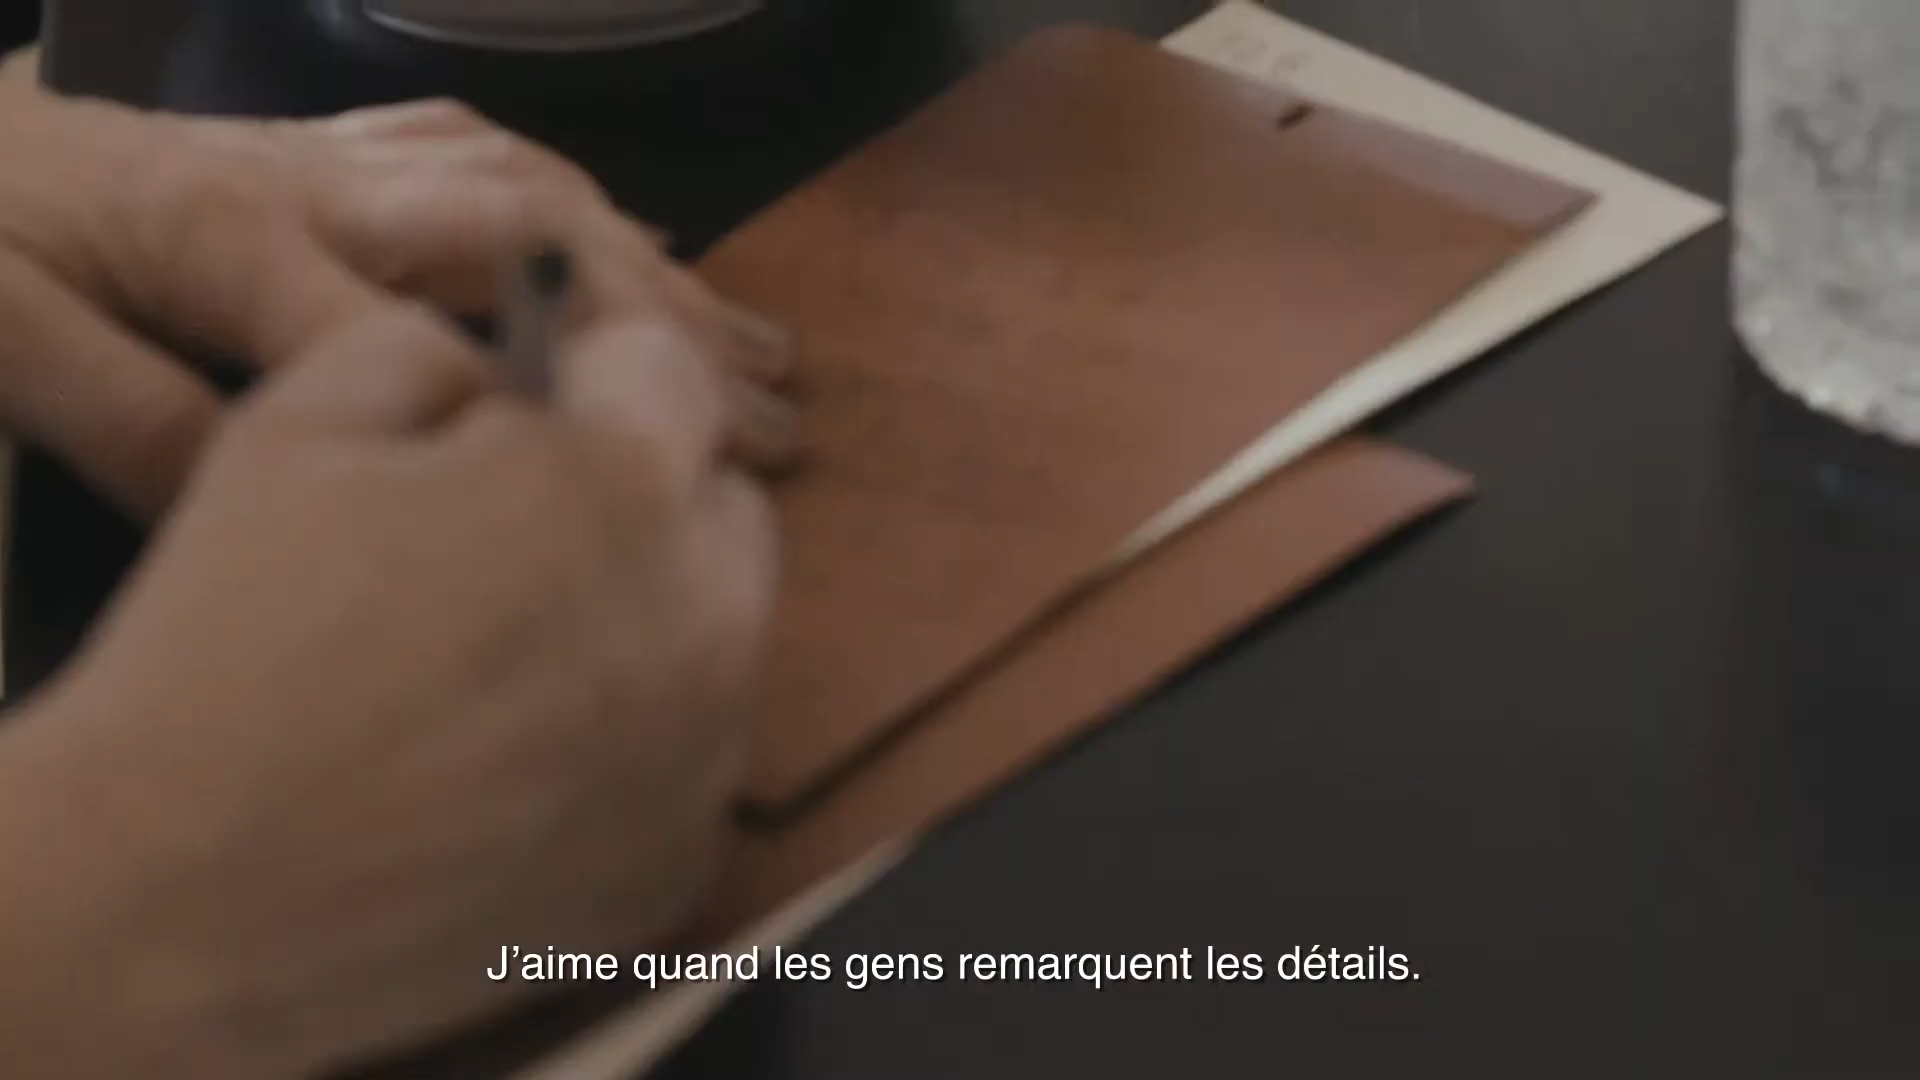 J’aime quand les gens remarquent les détails.